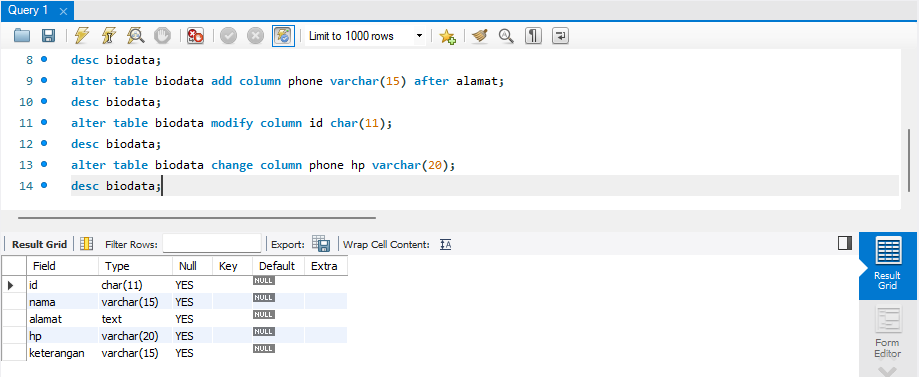 Query 1
Limit to 1000 rows
8 desc biodata;
9 alter table biodata add column phone varchar(15) after alamat;
10 desc biodata;
11 alter table biodata modify column id char(11);
12 desc biodata;
13 alter table biodata change column phone hp varchar(20);
14 desc biodata;
Result Grid Filter Rows: Export: Wrap Cell Content:
Field Type Null Key Default Extra
id char(11) YES NULL
nama varchar(15) YES NULL
alamat text YES NULL
hp varchar(20) YES NULL
keterangan varchar(15) YES NULL
Result
Grid
Form
Editor